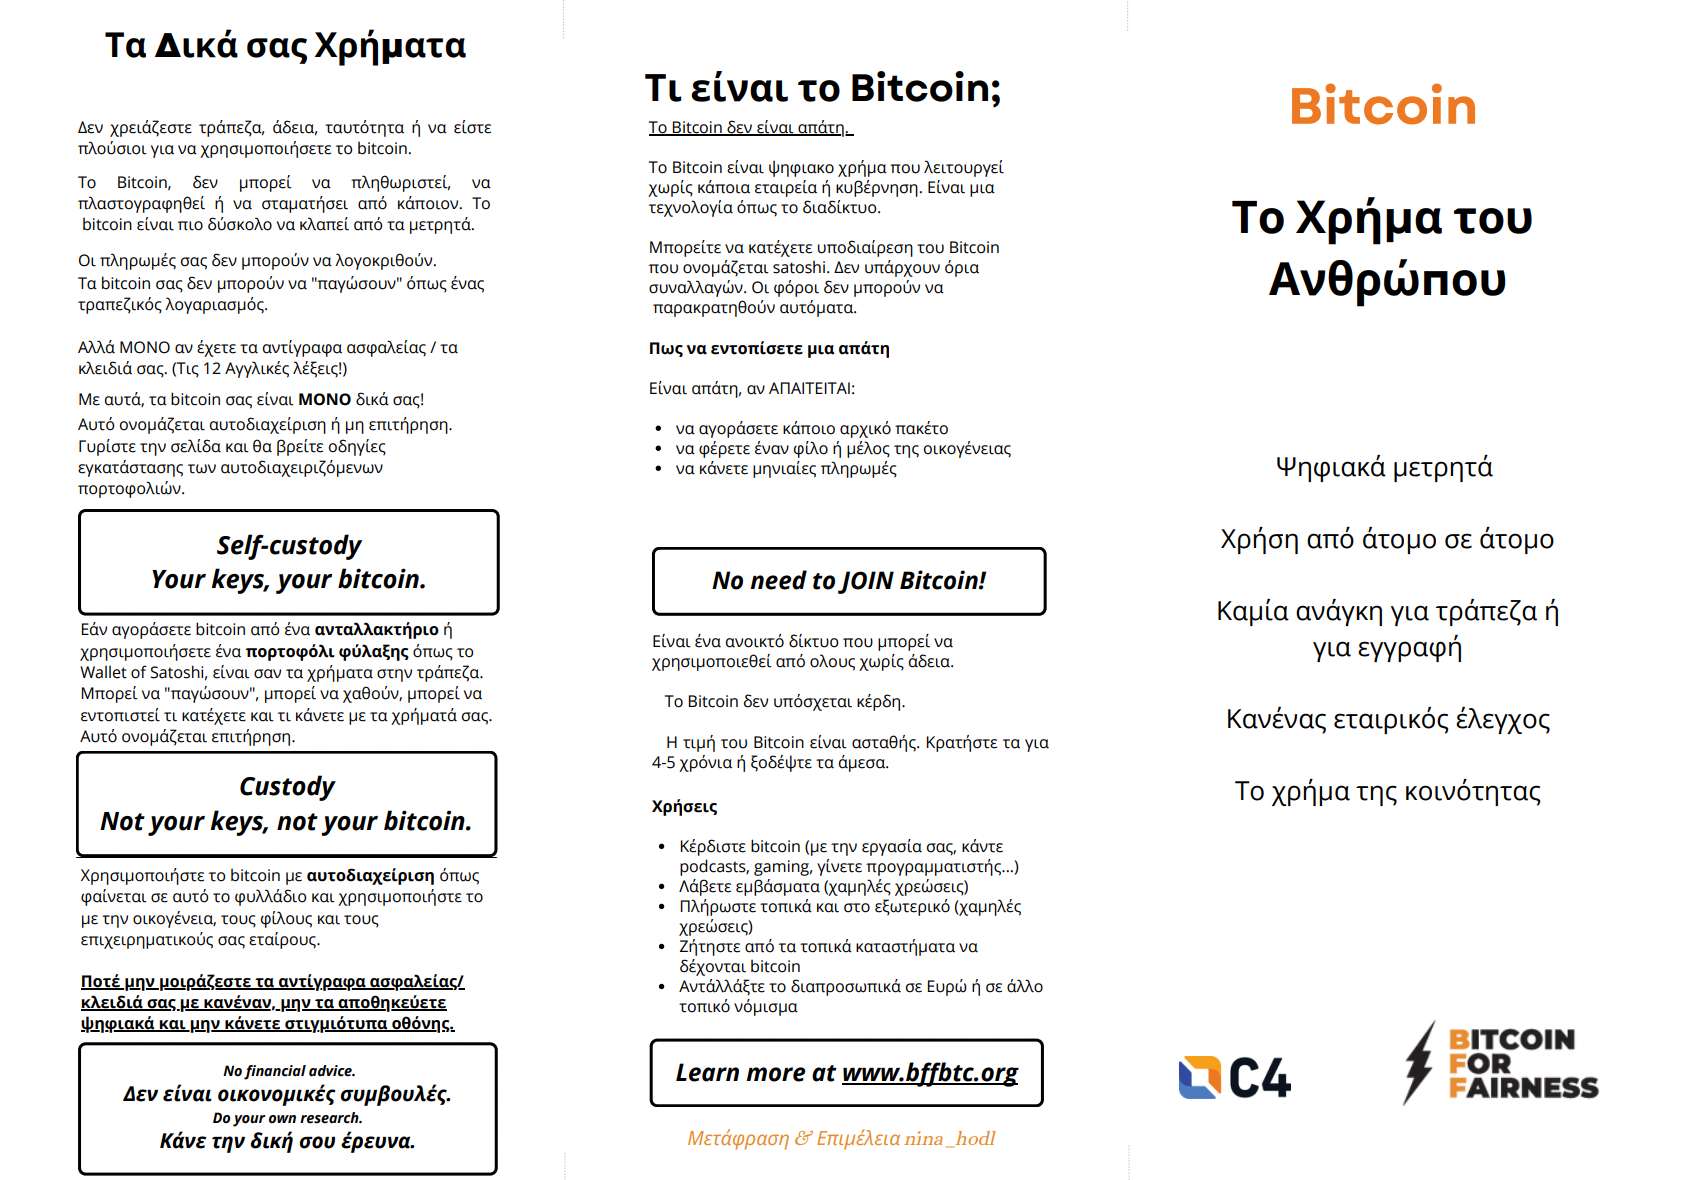 Τα Δικά σας Χρήματα
Δεν χρειάζεστε τράπεζα, άδεια, ταυτότητα ή να είστε
πλούσιοι για να χρησιμοποιήσετε το bitcoin.
Το Bitcoin, δεν μπορεί να πληθωριστεί, να
πλαστογραφηθεί ή να σταματήσει από κάποιον. Το
bitcoin είναι πιο δύσκολο να κλαπεί από τα μετρητά.
Οι πληρωμές σας δεν μπορούν να λογοκριθούν.
Τα bitcoin σας δεν μπορούν να "παγώσουν" όπως ένας
τραπεζικός λογαριασμός.
Αλλά ΜΟΝΟ αν έχετε τα αντίγραφα ασφαλείας / τα
κλειδιά σας. (Τις 12 Αγγλικές λέξεις!)
Με αυτά, τα bitcoin σας είναι ΜΟΝΟ δικά σας!
Αυτό ονομάζεται αυτοδιαχείριση ή μη επιτήρηση.
Γυρίστε την σελίδα και θα βρείτε οδηγίες
εγκατάστασης των αυτοδιαχειριζόμενων
πορτοφολιών.
Self-custody
Your keys, your bitcoin.
Εάν αγοράσετε bitcoin από ένα ανταλλακτήριο ή
χρησιμοποιήσετε ένα πορτοφόλι φύλαξης όπως το
Wallet of Satoshi, είναι σαν τα χρήματα στην τράπεζα.
Μπορεί να "παγώσουν", μπορεί να χαθούν, μπορεί να
εντοπιστεί τι κατέχετε και τι κάνετε με τα χρήματά σας.
Αυτό ονομάζεται επιτήρηση.
Custody
Not your keys, not your bitcoin.
Χρησιμοποιήστε το bitcoin με αυτοδιαχείριση όπως
φαίνεται σε αυτό το φυλλάδιο και χρησιμοποιήστε το
με την οικογένεια, τους φίλους και τους
επιχειρηματικούς σας εταίρους.
Ποτέ μην μοιράζεστε τα αντίγραφα ασφαλείας/
κλειδιά σας με κανέναν, μην τα αποθηκεύετε
ψηφιακά και μην κάνετε στιγμιότυπα οθόνης.
No financial advice.
Δεν είναι οικονομικές συμβουλές.
Do your own research.
Κάνε την δική σου έρευνα.
Τι είναι το Bitcoin;
Το Bitcoin δεν είναι απάτη.
Το Bitcoin είναι ψηφιακο χρήμα που λειτουργεί
χωρίς κάποια εταιρεία ή κυβέρνηση. Είναι μια
τεχνολογία όπως το διαδίκτυο.
Μπορείτε να κατέχετε υποδιαίρεση του Bitcoin
που ονομάζεται satoshi. Δεν υπάρχουν όρια
συναλλαγών. Οι φόροι δεν μπορούν να
παρακρατηθούν αυτόματα.
Πως να εντοπίσετε μια απάτη
Είναι απάτη, αν ΑΠΑΙΤΕΙΤΑΙ:
• να αγοράσετε κάποιο αρχικό πακέτο
• να φέρετε έναν φίλο ή μέλος της οικογένειας
• να κάνετε μηνιαίες πληρωμές
No need to JOIN Bitcoin!
Είναι ένα ανοικτό δίκτυο που μπορεί να
χρησιμοποιεθεί από ολους χωρίς άδεια.
Το Bitcoin δεν υπόσχεται κέρδη.
Η τιμή του Bitcoin είναι ασταθής. Κρατήστε τα για
4-5 χρόνια ή ξοδέψτε τα άμεσα.
Χρήσεις
• Κέρδιστε bitcoin (με την εργασία σας, κάντε
podcasts, gaming, γίνετε προγραμματιστής...)
• Λάβετε εμβάσματα (χαμηλές χρεώσεις)
• Πλήρωστε τοπικά και στο εξωτερικό (χαμηλές
χρεώσεις)
• Ζήτηστε από τα τοπικά καταστήματα να
δέχονται bitcoin
• Αντάλλάξτε το διαπροσωπικά σε Ευρώ ή σε άλλο
τοπικό νόμισμα
Learn more at www.bffbtc.org
Μετάφραση & Επιμέλεια nina_hodl
Bitcoin
Το Χρήμα του
Ανθρώπου
Ψηφιακά μετρητά
Χρήση από άτομο σε άτομο
Καμία ανάγκη για τράπεζα ή
για εγγραφή
Κανένας εταιρικός έλεγχος
Το χρήμα της κοινότητας
C4
BITCOIN
FOR
FAIRNESS